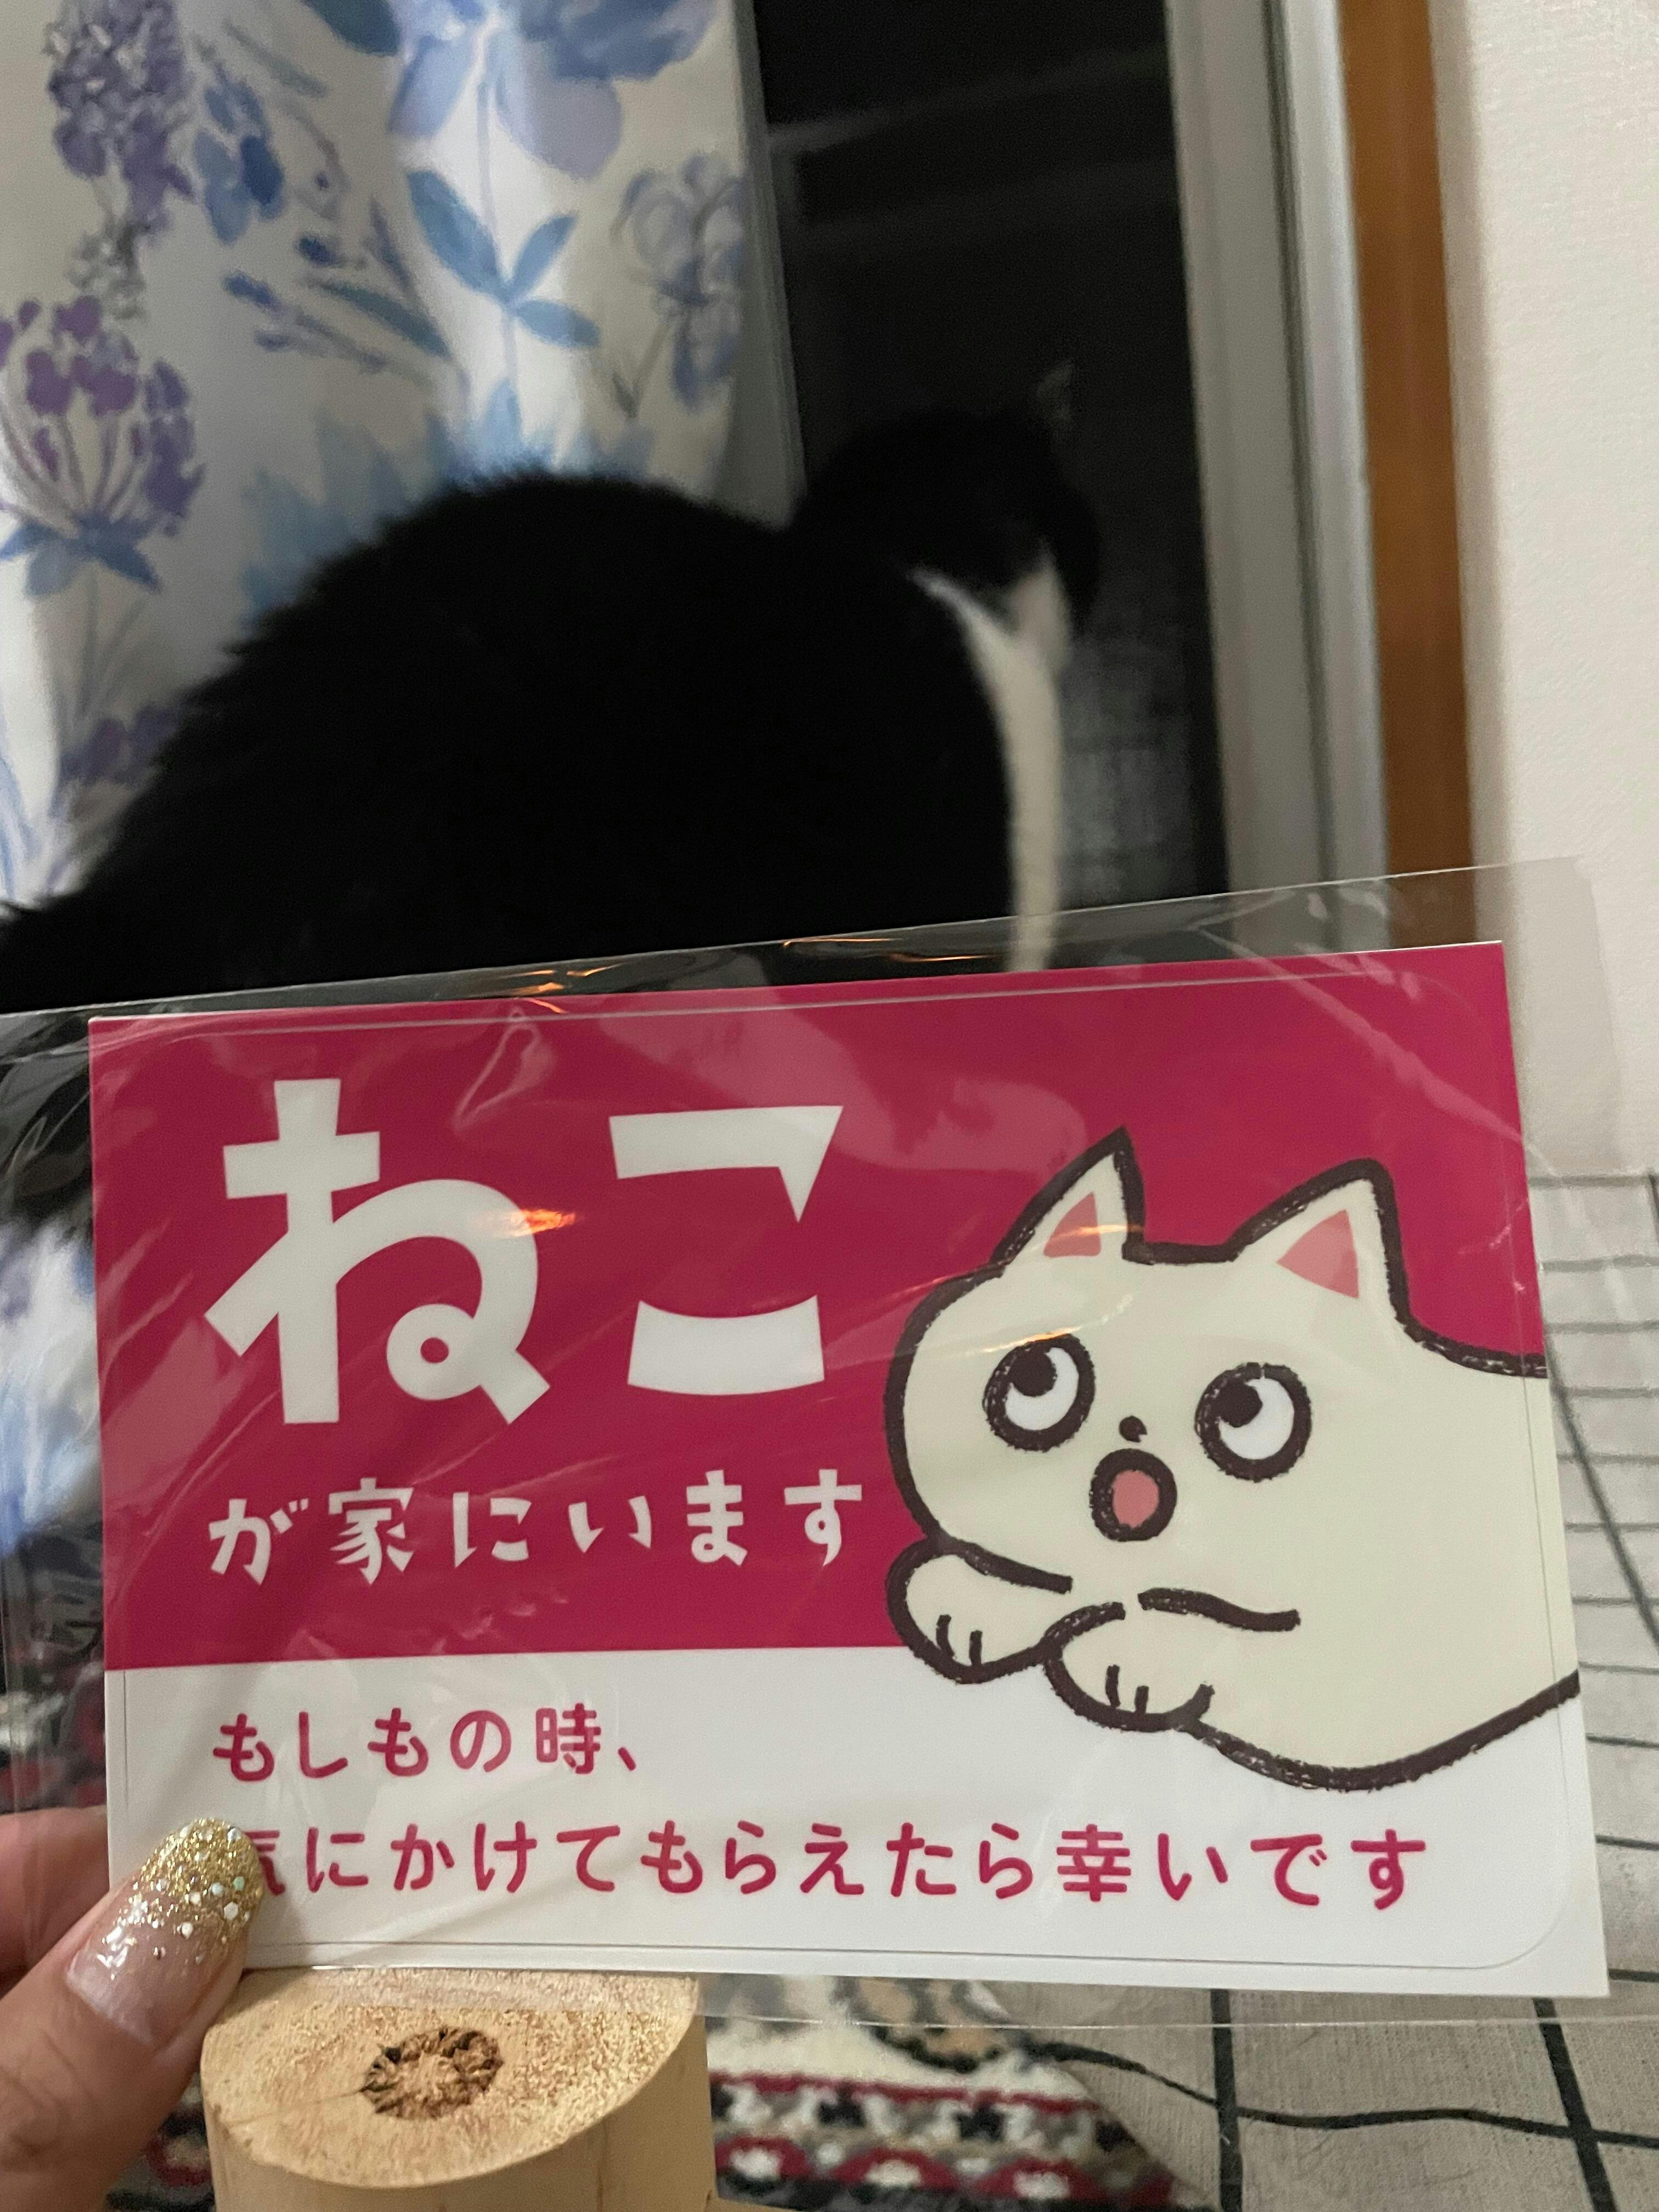 ねこ
が家にいます
もしもの時、
気にかけてもらえたら幸いです